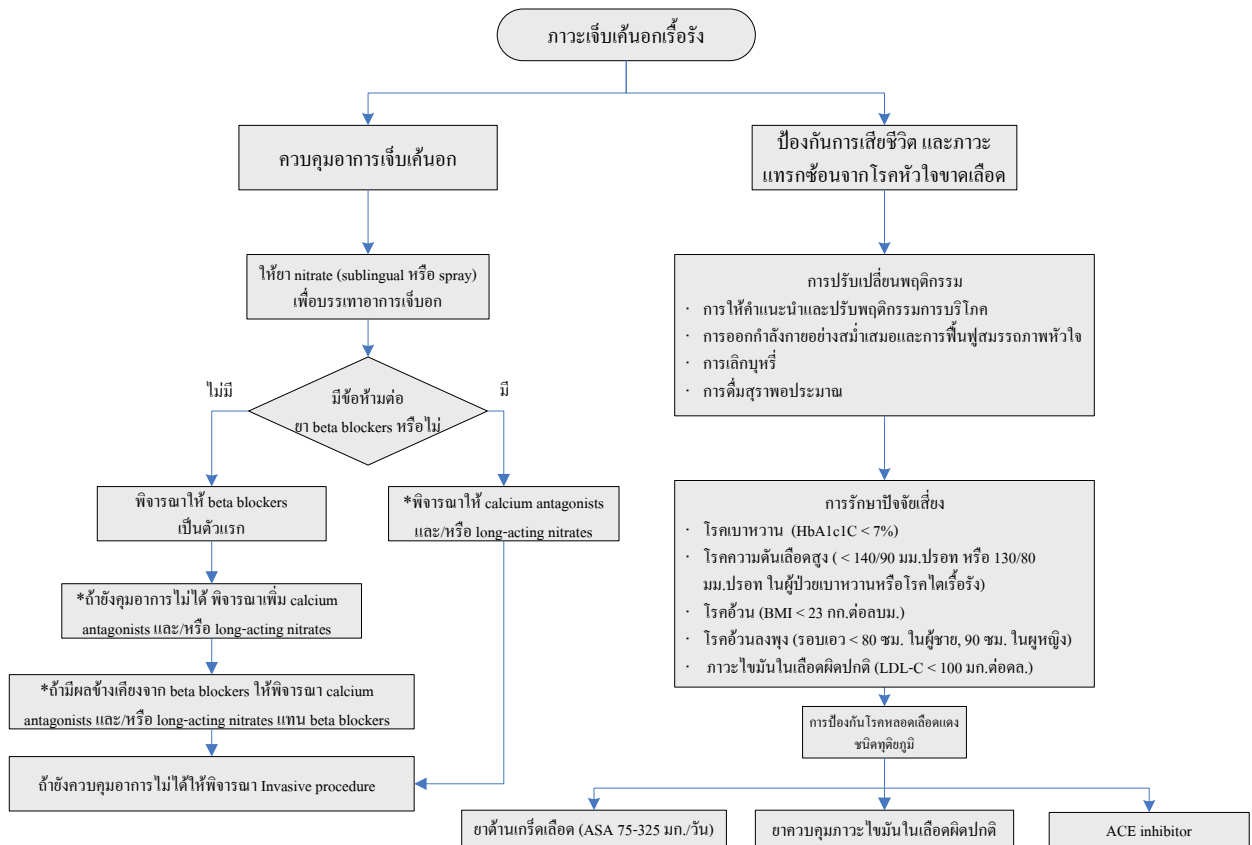 ภาวะเจ็บเค้นอกเรื้อรัง
ควบคุมอาการเจ็บเค้นอก
ป้องกันการเสียชีวิต และภาวะ
แทรกซ้อนจากโรคหัวใจขาดเลือด
ให้ยา nitrate (sublingual หรือ spray)
เพื่อบรรเทาอาการเจ็บอก
ไม่มี
มี
มีข้อห้ามต่อ
ยา beta blockers หรือไม่
พิจารณาให้ beta blockers
เป็นตัวแรก
*พิจารณาให้ calcium antagonists
และ/หรือ long-acting nitrates
*ถ้ายังคุมอาการไม่ได้ พิจารณาเพิ่ม calcium
antagonists และ/หรือ long-acting nitrates
*ถ้ามีผลข้างเคียงจาก beta blockers ให้พิจารณา calcium
antagonists และ/หรือ long-acting nitrates แทน beta blockers
ถ้ายังควบคุมอาการไม่ได้ให้พิจารณา Invasive procedure
การปรับเปลี่ยนพฤติกรรม
· การให้คำแนะนำและปรับพฤติกรรมการบริโภค
· การออกกำลังกายอย่างสม่ำเสมอและการฟื้นฟูสมรรถภาพหัวใจ
· การเลิกบุหรี่
· การดื่มสุราพอประมาณ
การรักษาปัจจัยเสี่ยง
· โรคเบาหวาน (HbA1c1C < 7%)
· โรคความดันเลือดสูง ( < 140/90 มม.ปรอท หรือ 130/80
มม.ปรอท ในผู้ป่วยเบาหวานหรือโรคไตเรื้อรัง)
· โรคอ้วน (BMI < 23 กก.ต่อลบม.)
· โรคอ้วนลงพุง (รอบเอว < 80 ซม. ในผู้ชาย, 90 ซม. ในผูหญิง)
· ภาวะไขมันในเลือดผิดปกติ (LDL-C < 100 มก.ต่อดล.)
การป้องกันโรคหลอดเลือดแดง
ชนิดทุติยภูมิ
ยาต้านเกร็ดเลือด (ASA 75-325 มก./วัน)
ยาควบคุมภาวะไขมันในเลือดผิดปกติ
ACE inhibitor